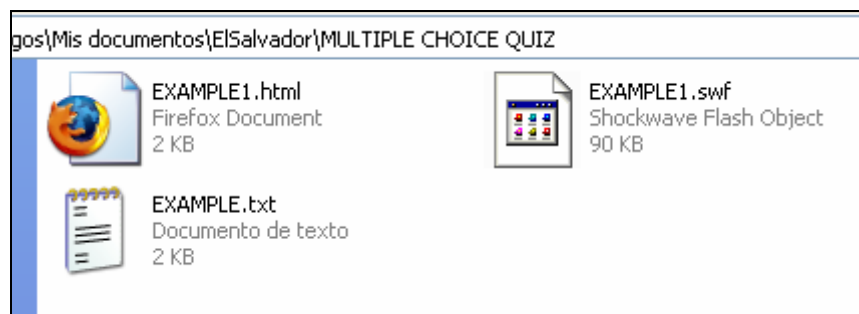 gos\Mis documentos\ElSalvador\MULTIPLE CHOICE QUIZ
EXAMPLE1.html
Firefox Document
2 KB
EXAMPLE1.swf
Shockwave Flash Object
90 KB
EXAMPLE.txt
Documento de texto
2 KB